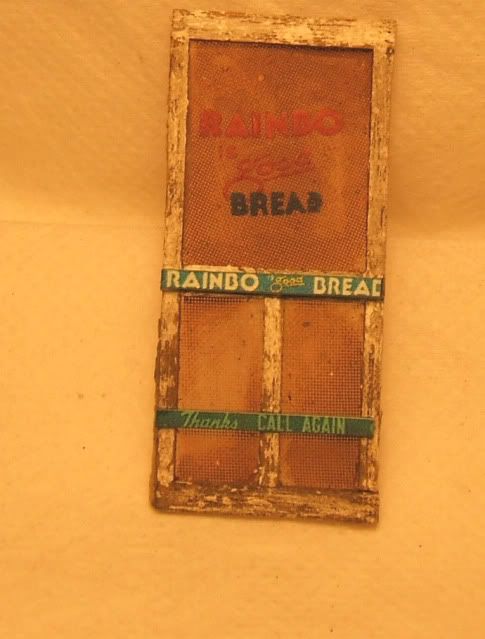 RAINBO
is good
BREAD
RAINBO is good BREAD
Thanks CALL AGAIN